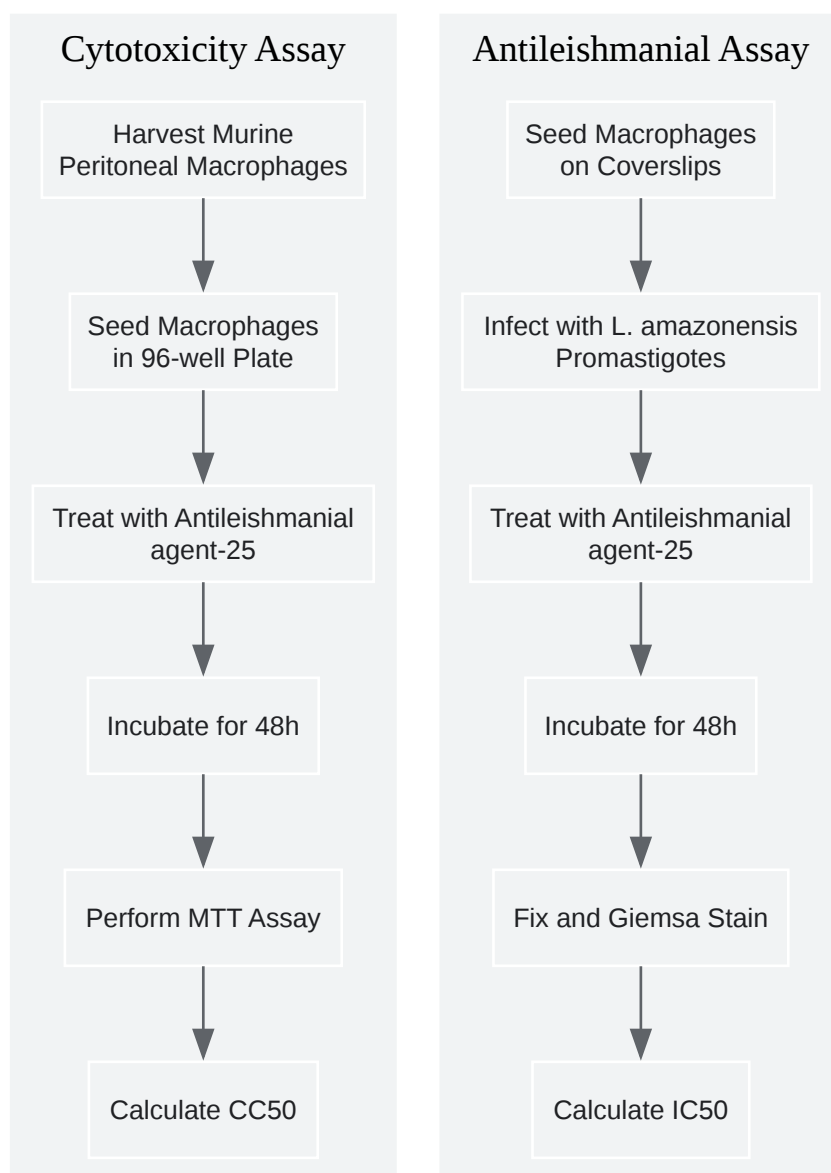 Cytotoxicity Assay
Harvest Murine
Peritoneal Macrophages
Seed Macrophages
in 96-well Plate
Treat with Antileishmanial
agent-25
Incubate for 48h
Perform MTT Assay
Calculate CC50
Antileishmanial Assay
Seed Macrophages
on Coverslips
Infect with L. amazonensis
Promastigotes
Treat with Antileishmanial
agent-25
Incubate for 48h
Fix and Giemsa Stain
Calculate IC50